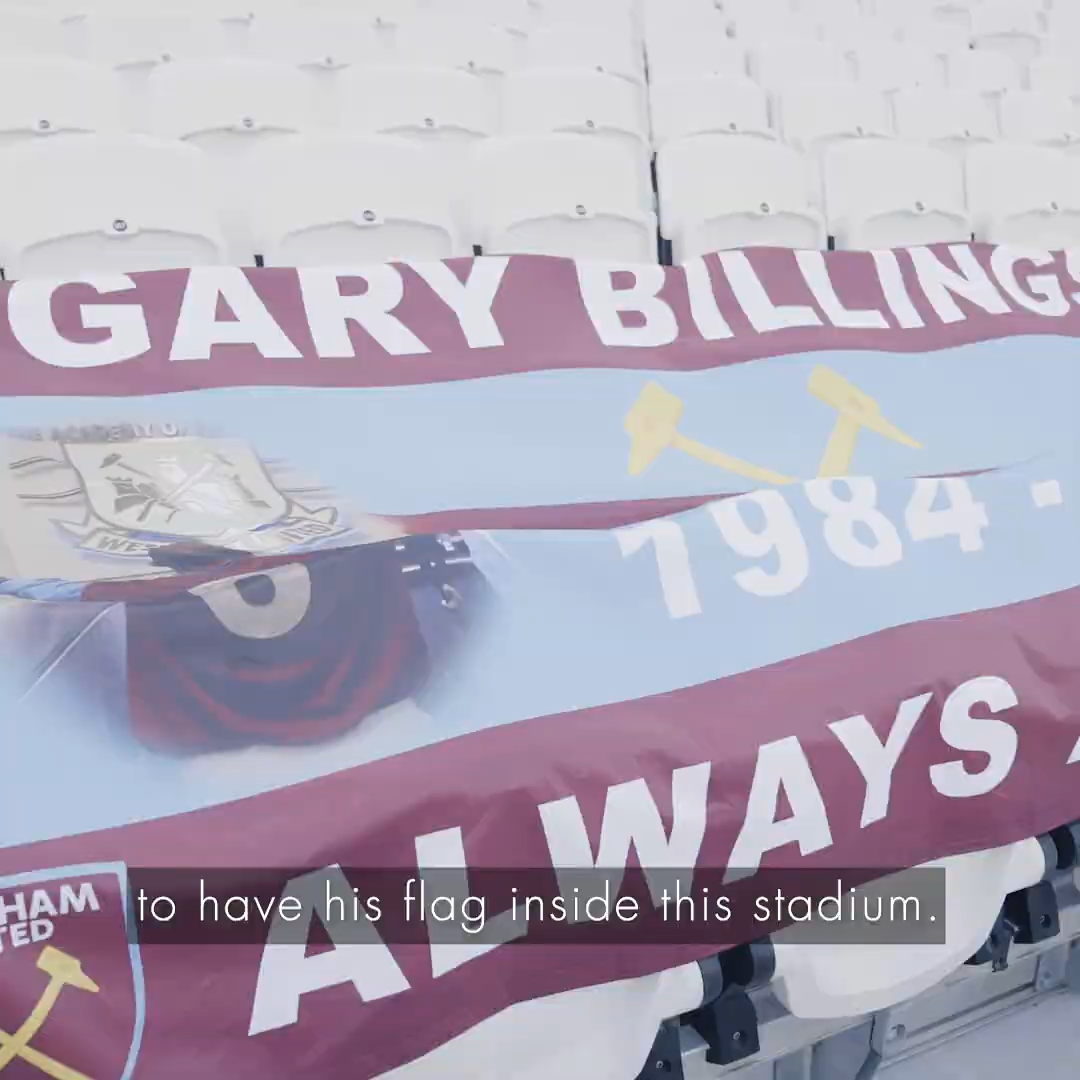 GARY BILLINGS
1984 -
ALWAYS
HAM
TED
to have his flag inside this stadium.